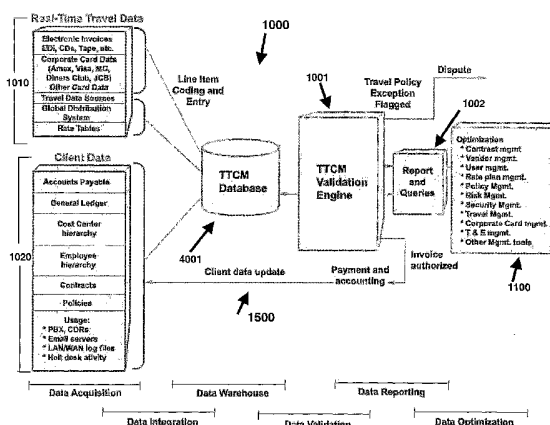 Real-Time Travel Data
Electronic Invoices
EDI, CDs, Tape, etc.
Corporate Card Data
(Amex, Visa, MC,
Diners Club, JCB)
Other Card Data
Travel Data Sources
Global Distribution
System
Rate Tables
1010
Client Data
Accounts Payable
General Ledger
Cost Center
hierarchy
Employee
hierarchy
Contracts
Policies
Usage:
* PBX, CDRs
* Email servers
* LAN/WAN log files
1020
Line Item
Coding and
Entry
1000
TTCM
Database
4001
1001
TTCM
Validation
Engine
Travel Policy
Exception
Flagged
Dispute
1002
Report
and
Queries
Optimization
* Contract mgmt.
* Vendor mgmt.
* User mgmt.
* Rate plan mgmt.
* Policy Mgmt.
* Risk Mgmt.
* Security Mgmt.
* Travel Mgmt.
* Corporate Card mgmt.
* T & E mgmt.
* Other Mgmt. tools
1100
Invoice
authorized
Payment and
accounting
Client data update
1500
Data Acquisition
Data Warehouse
Data Reporting
Data Integration
Data Validation
Data Optimization